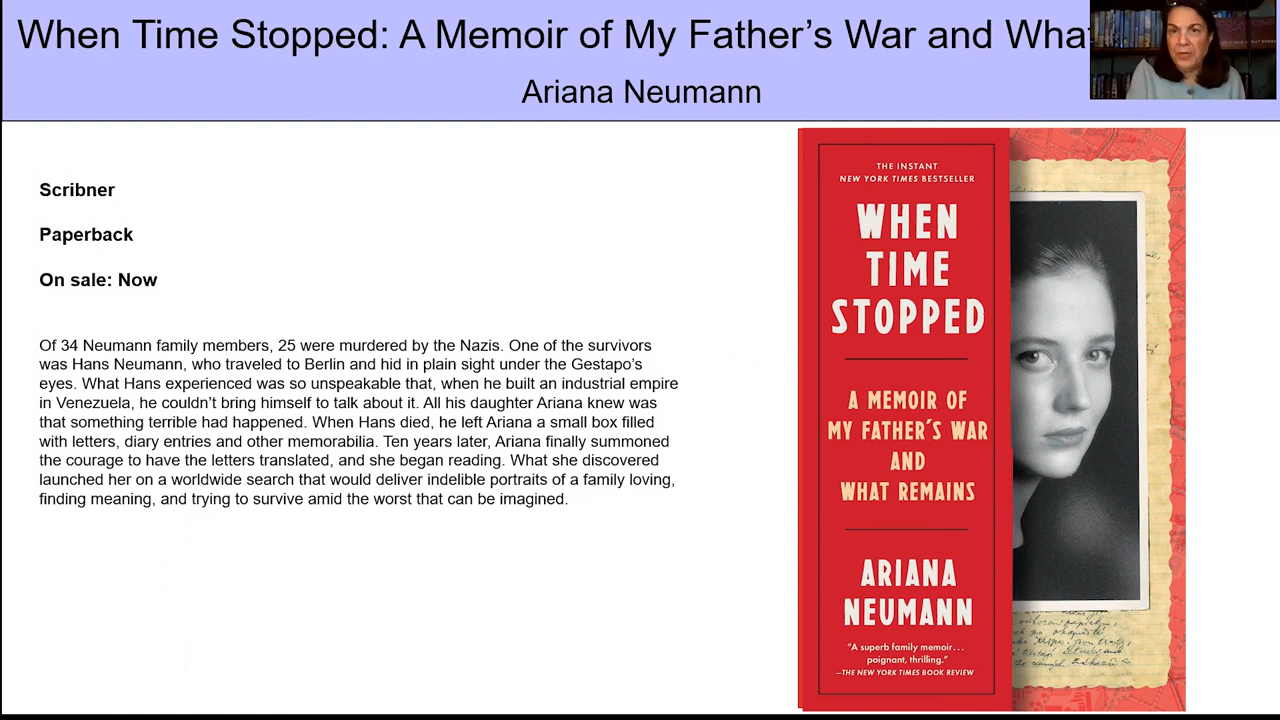 When Time Stopped: A Memoir of My Father’s War and What
Ariana Neumann
Scribner
Paperback
On sale: Now
Of 34 Neumann family members, 25 were murdered by the Nazis. One of the survivors
was Hans Neumann, who traveled to Berlin and hid in plain sight under the Gestapo’s
eyes. What Hans experienced was so unspeakable that, when he built an industrial empire
in Venezuela, he couldn’t bring himself to talk about it. All his daughter Ariana knew was
that something terrible had happened. When Hans died, he left Ariana a small box filled
with letters, diary entries and other memorabilia. Ten years later, Ariana finally summoned
the courage to have the letters translated, and she began reading. What she discovered
launched her on a worldwide search that would deliver indelible portraits of a family loving,
finding meaning, and trying to survive amid the worst that can be imagined.
THE INSTANT
NEW YORK TIMES BESTSELLER
WHEN
TIME
STOPPED
A MEMOIR OF
MY FATHER’S WAR
AND
WHAT REMAINS
ARIANA
NEUMANN
“A superb family memoir…
poignant, thrilling.”
—THE NEW YORK TIMES BOOK REVIEW